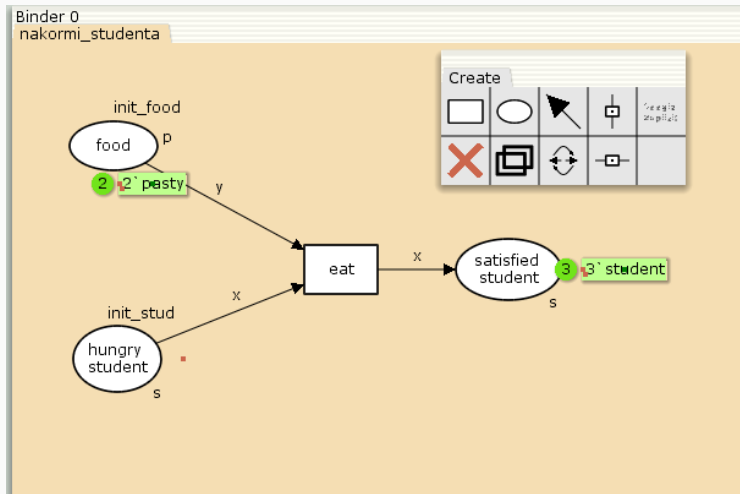 Binder 0
nakormi_studenta
Create
init_food
food
p
2
2`pasty
y
eat
x
satisfied
student
3
3`student
s
init_stud
x
hungry
student
s